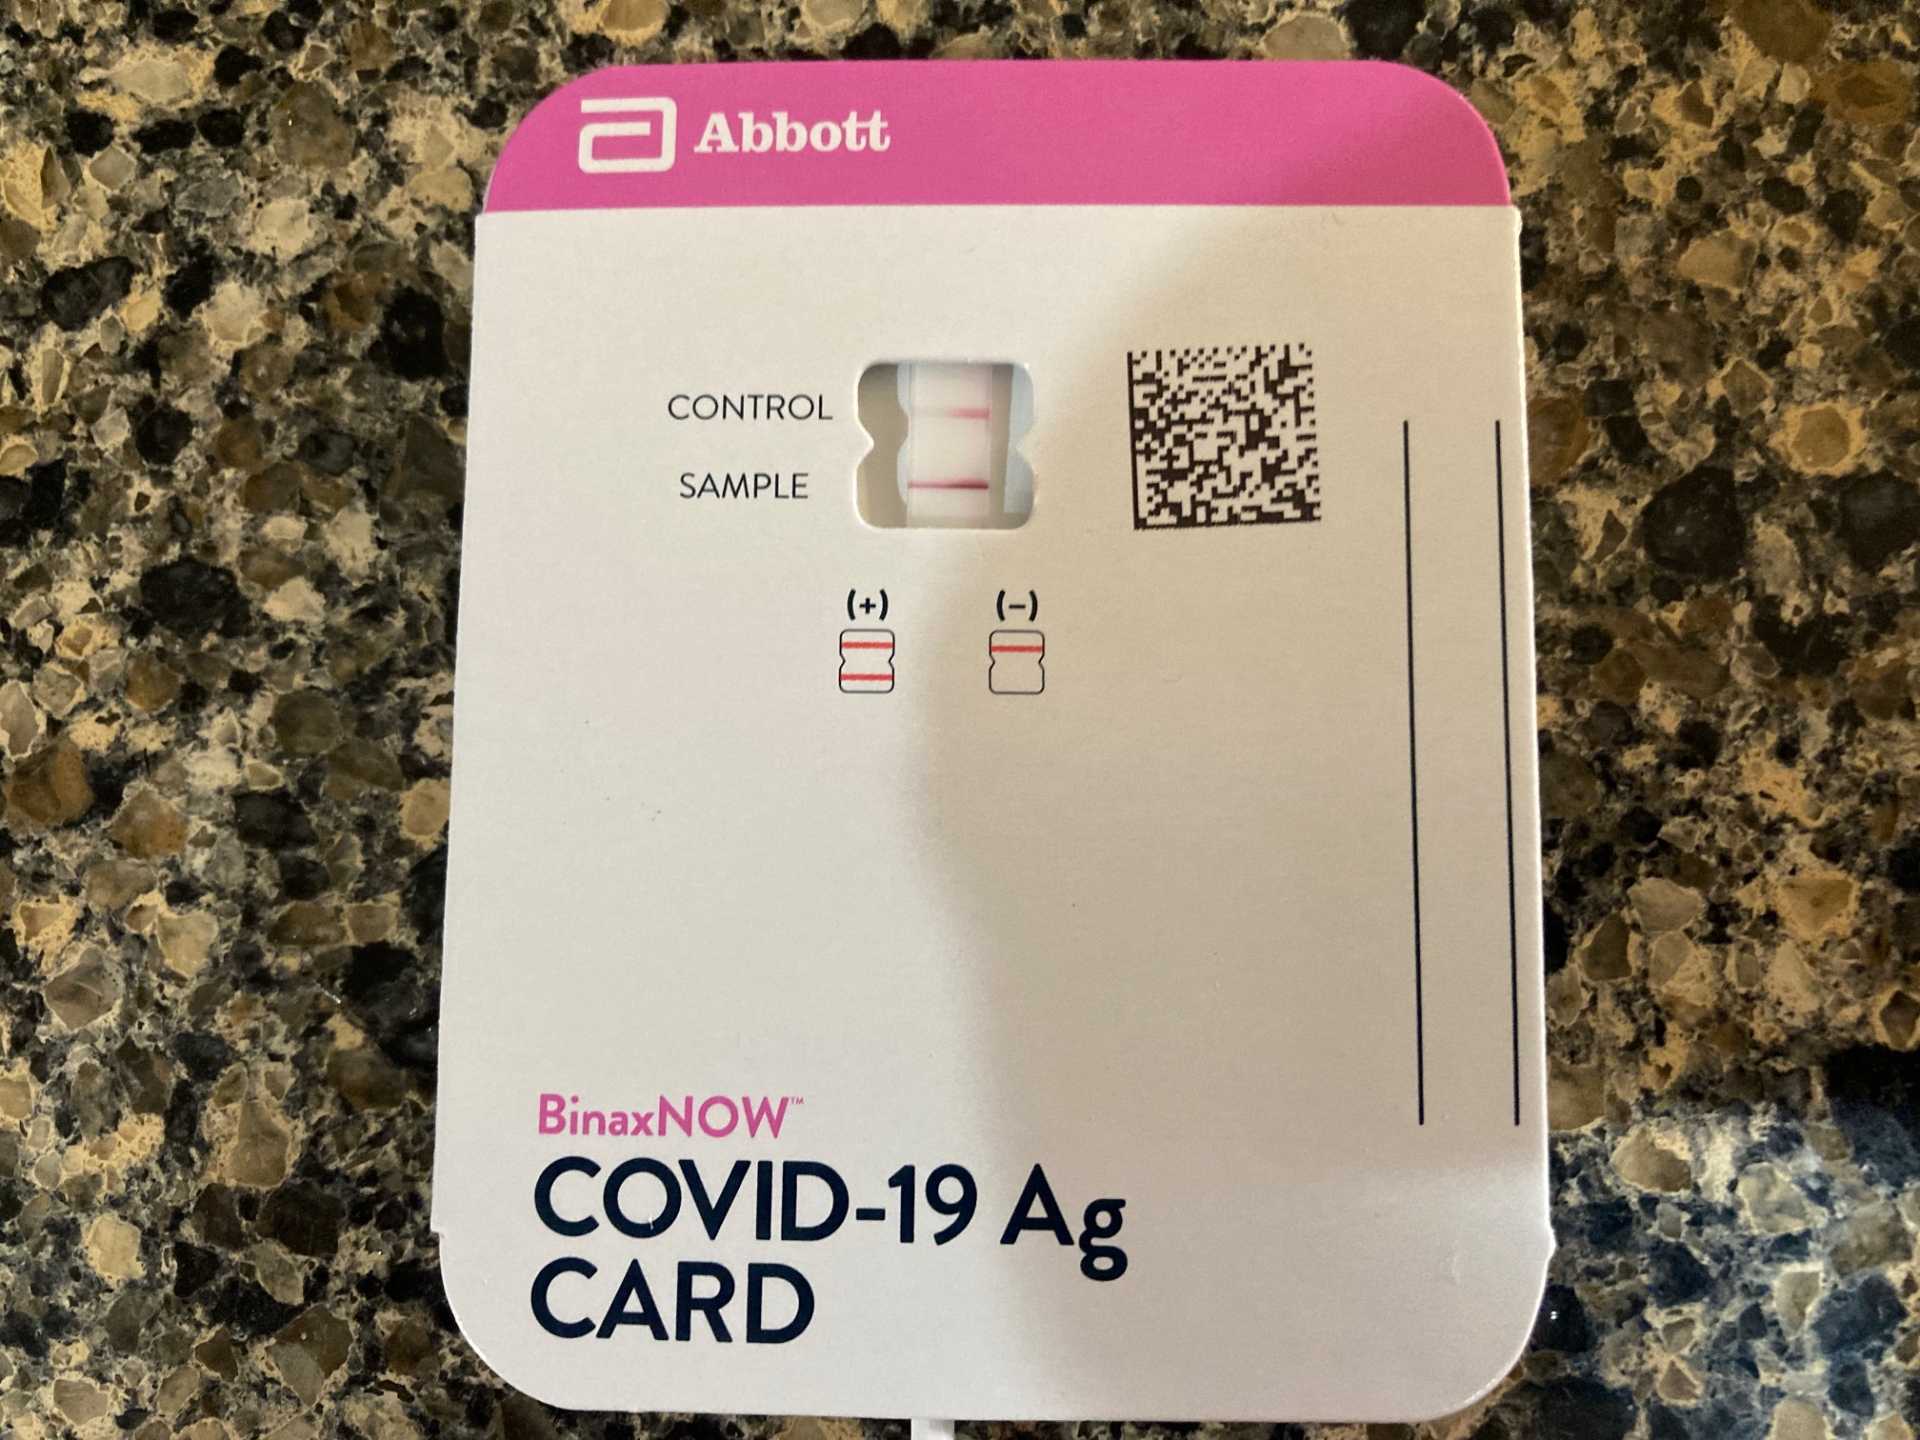 Abbott
CONTROL
SAMPLE
(+) (-)
BinaxNOW™
COVID-19 Ag
CARD